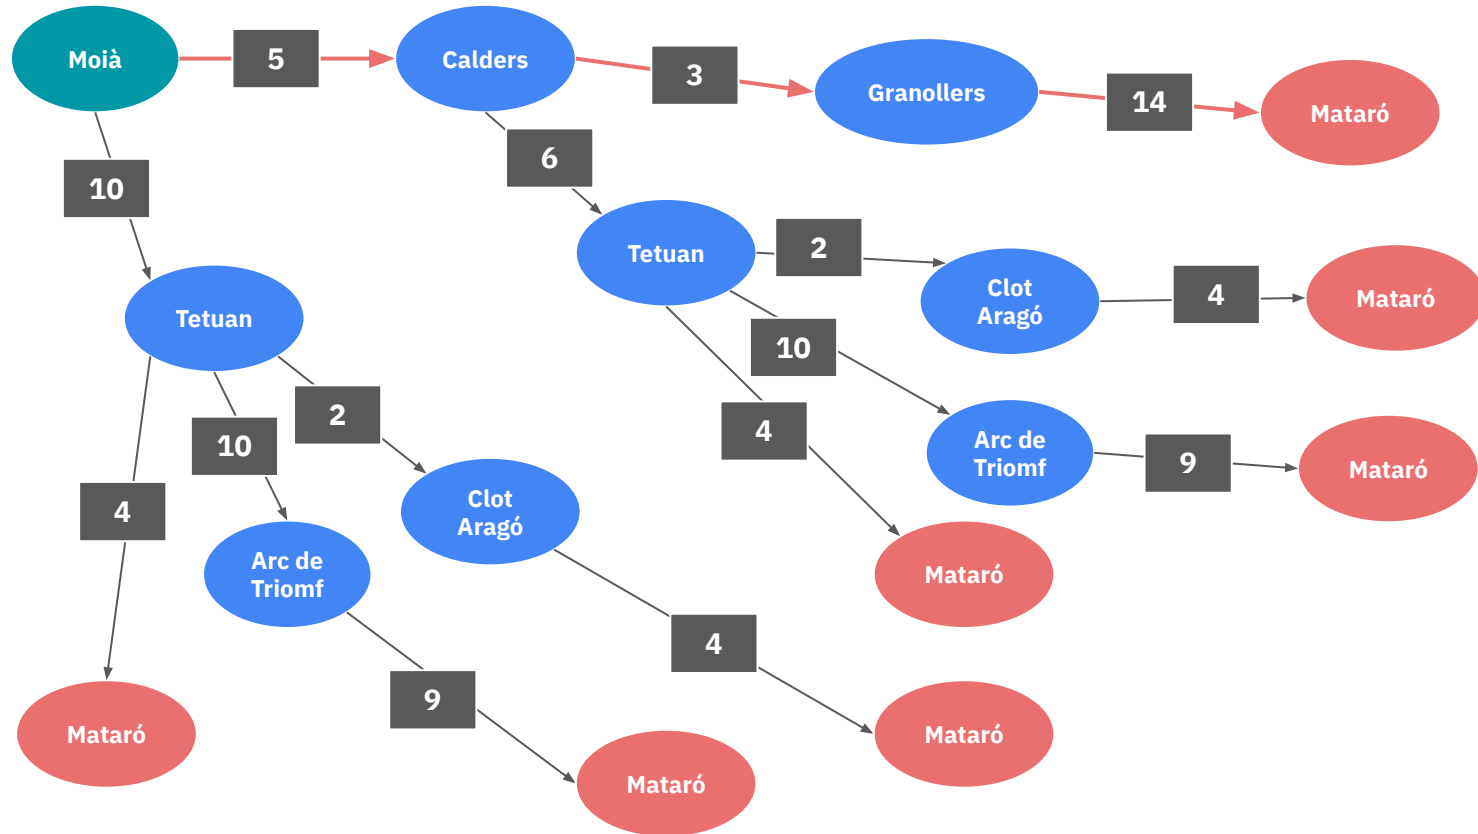 Moià
5
Calders
3
Granollers
14
Mataró
10
6
Tetuan
2
Clot
Aragó
4
Mataró
Tetuan
10
4
Arc de
Triomf
9
Mataró
2
10
4
Clot
Aragó
Arc de
Triomf
Mataró
4
9
Mataró
Mataró
Mataró